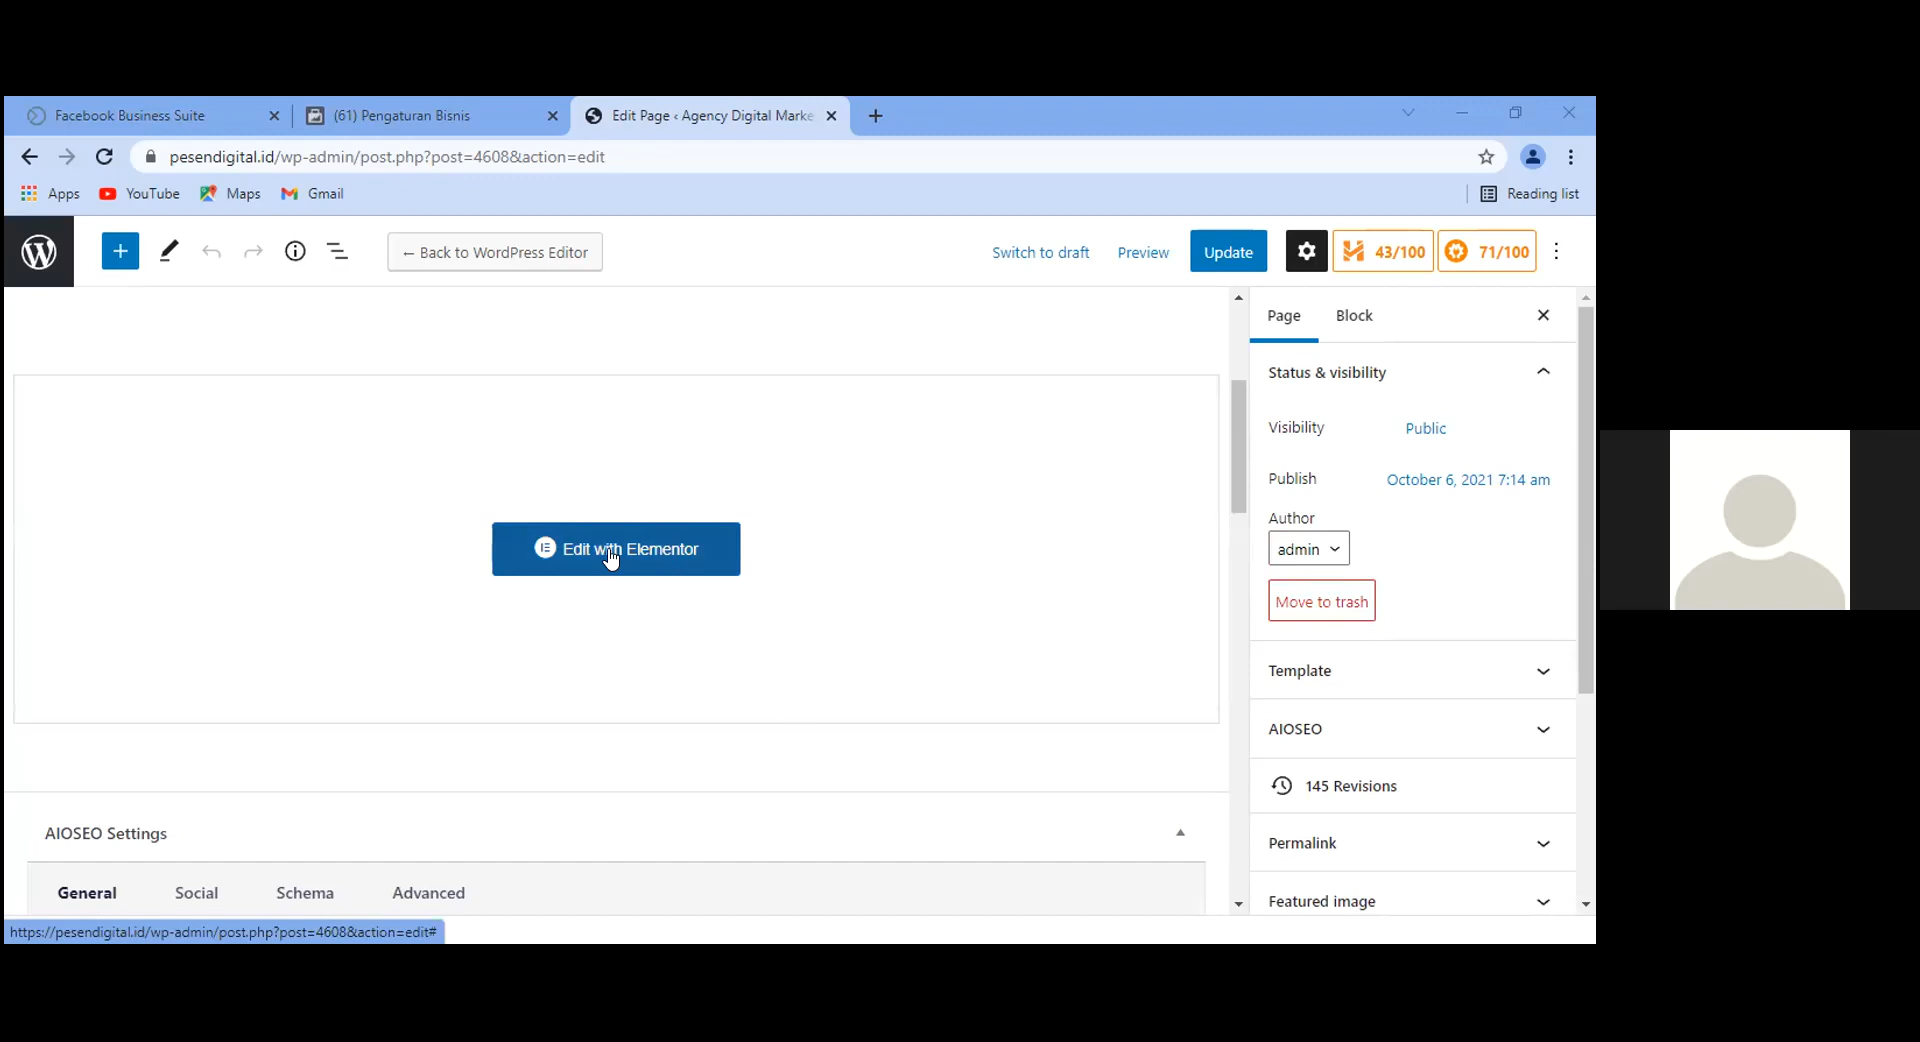 Facebook Business Suite
(61) Pengaturan Bisnis
Edit Page ‹ Agency Digital Marke
pesendigital.id/wp-admin/post.php?post=4608&action=edit
Apps YouTube Maps Gmail Reading list
← Back to WordPress Editor Switch to draft Preview Update 43/100 71/100
Page Block
Status & visibility
Visibility Public
Publish October 6, 2021 7:14 am
Author
admin
Edit with Elementor
Move to trash
Template
AIOSEO
145 Revisions
Permalink
Featured image
AIOSEO Settings
General Social Schema Advanced
https://pesendigital.id/wp-admin/post.php?post=4608&action=edit#